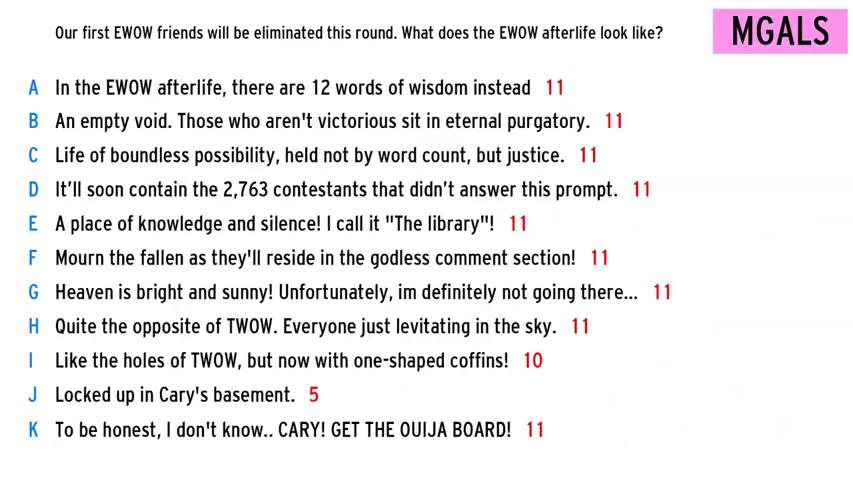 Our first EWOW friends will be eliminated this round. What does the EWOW afterlife look like?
MGALS
A In the EWOW afterlife, there are 12 words of wisdom instead 11
B An empty void. Those who aren't victorious sit in eternal purgatory. 11
C Life of boundless possibility, held not by word count, but justice. 11
D It’ll soon contain the 2,763 contestants that didn’t answer this prompt. 11
E A place of knowledge and silence! I call it "The library"! 11
F Mourn the fallen as they'll reside in the godless comment section! 11
G Heaven is bright and sunny! Unfortunately, im definitely not going there... 11
H Quite the opposite of TWOW. Everyone just levitating in the sky. 11
I Like the holes of TWOW, but now with one-shaped coffins! 10
J Locked up in Cary's basement. 5
K To be honest, I don't know.. CARY! GET THE OUIJA BOARD! 11